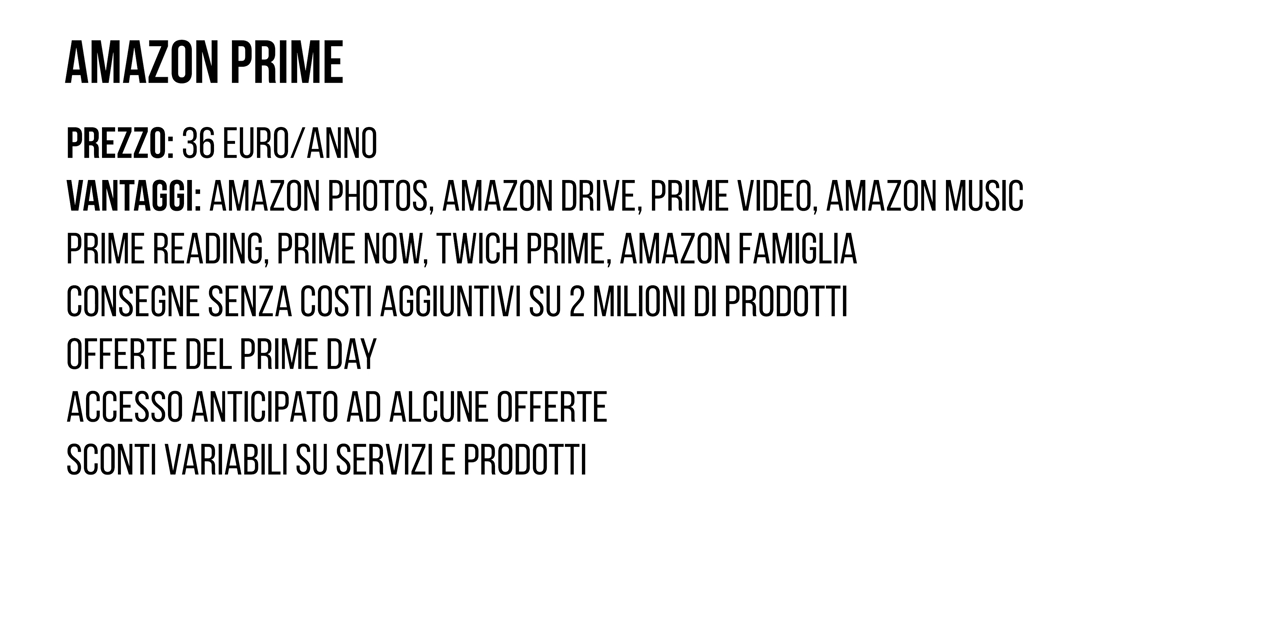 AMAZON PRIME
PREZZO: 36 EURO/ANNO
VANTAGGI: AMAZON PHOTOS, AMAZON DRIVE, PRIME VIDEO, AMAZON MUSIC
PRIME READING, PRIME NOW, TWICH PRIME, AMAZON FAMIGLIA
CONSEGNE SENZA COSTI AGGIUNTIVI SU 2 MILIONI DI PRODOTTI
OFFERTE DEL PRIME DAY
ACCESSO ANTICIPATO AD ALCUNE OFFERTE
SCONTI VARIABILI SU SERVIZI E PRODOTTI